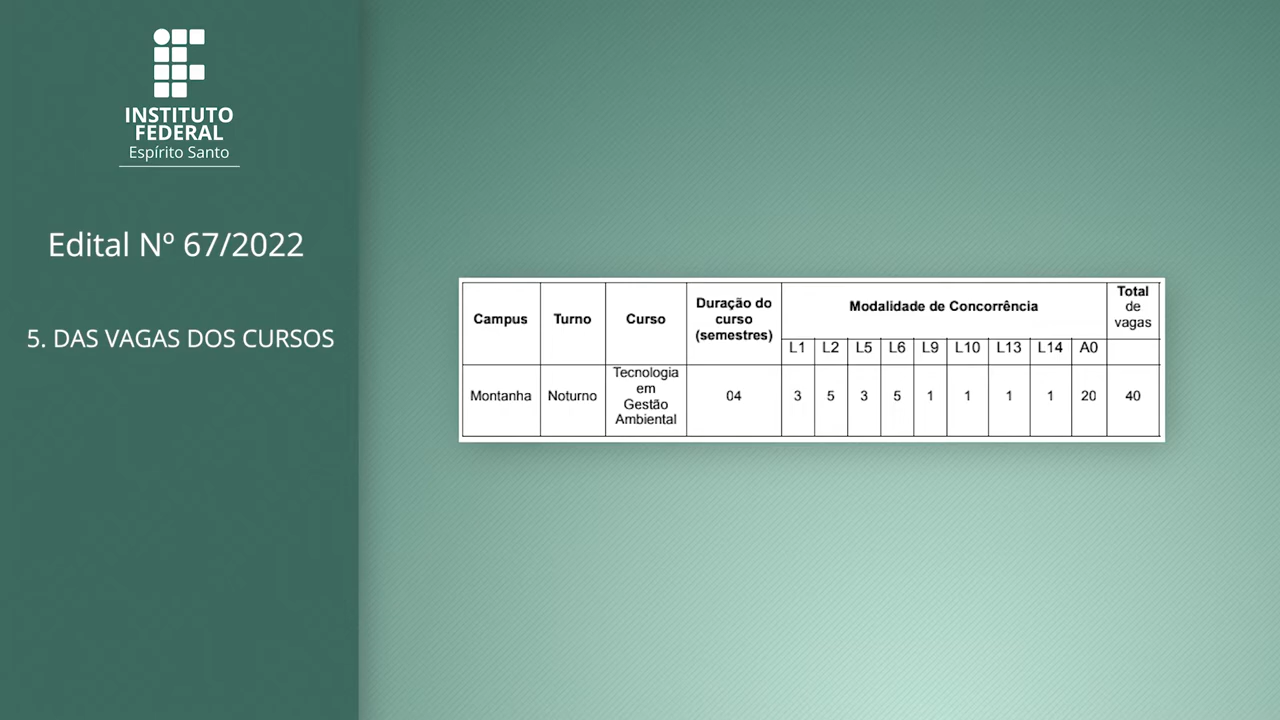 INSTITUTO
FEDERAL
Espírito Santo
Edital Nº 67/2022
5. DAS VAGAS DOS CURSOS
Campus Turno Curso Duração do curso (semestres) Modalidade de Concorrência Total de vagas
L1 L2 L5 L6 L9 L10 L13 L14 A0
Montanha Noturno Tecnologia em Gestão Ambiental 04 3 5 3 5 1 1 1 1 20 40